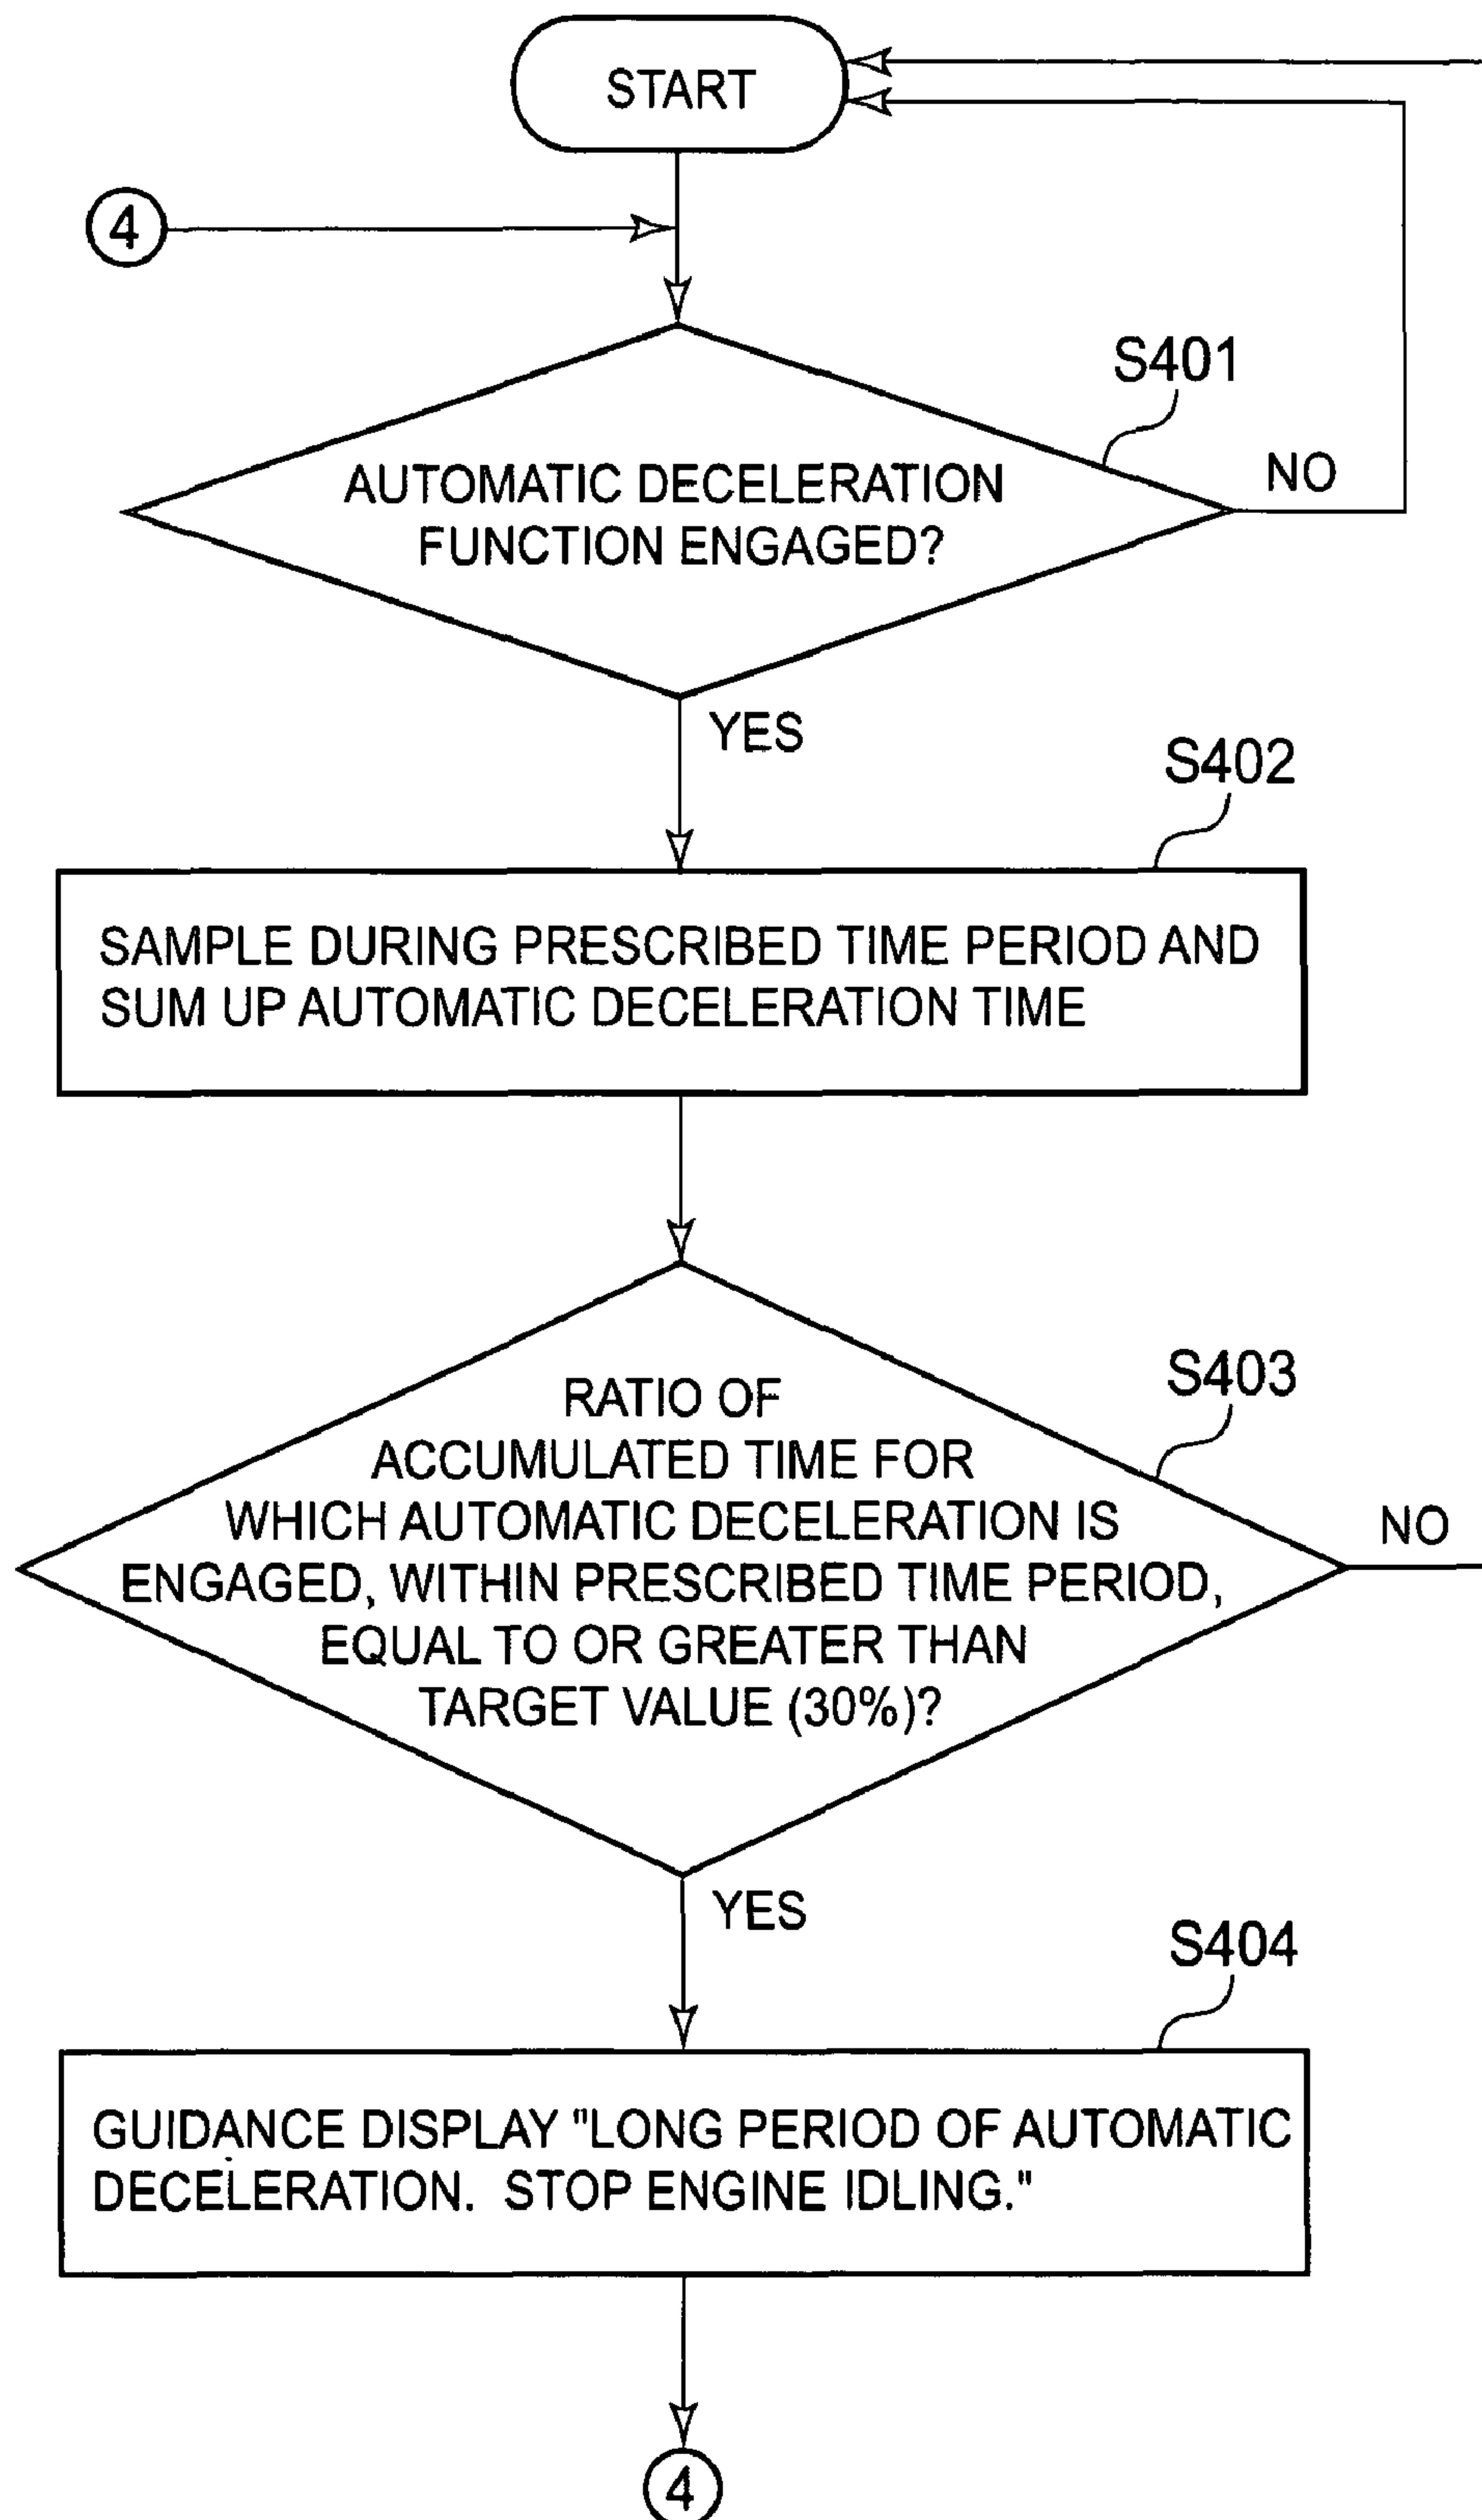 START
4
S401
AUTOMATIC DECELERATION
FUNCTION ENGAGED?
NO
YES
S402
SAMPLE DURING PRESCRIBED TIME PERIOD AND
SUM UP AUTOMATIC DECELERATION TIME
S403
RATIO OF
ACCUMULATED TIME FOR
WHICH AUTOMATIC DECELERATION IS
ENGAGED, WITHIN PRESCRIBED TIME PERIOD,
EQUAL TO OR GREATER THAN
TARGET VALUE (30%)?
NO
YES
S404
GUIDANCE DISPLAY "LONG PERIOD OF AUTOMATIC
DECELERATION. STOP ENGINE IDLING."
4